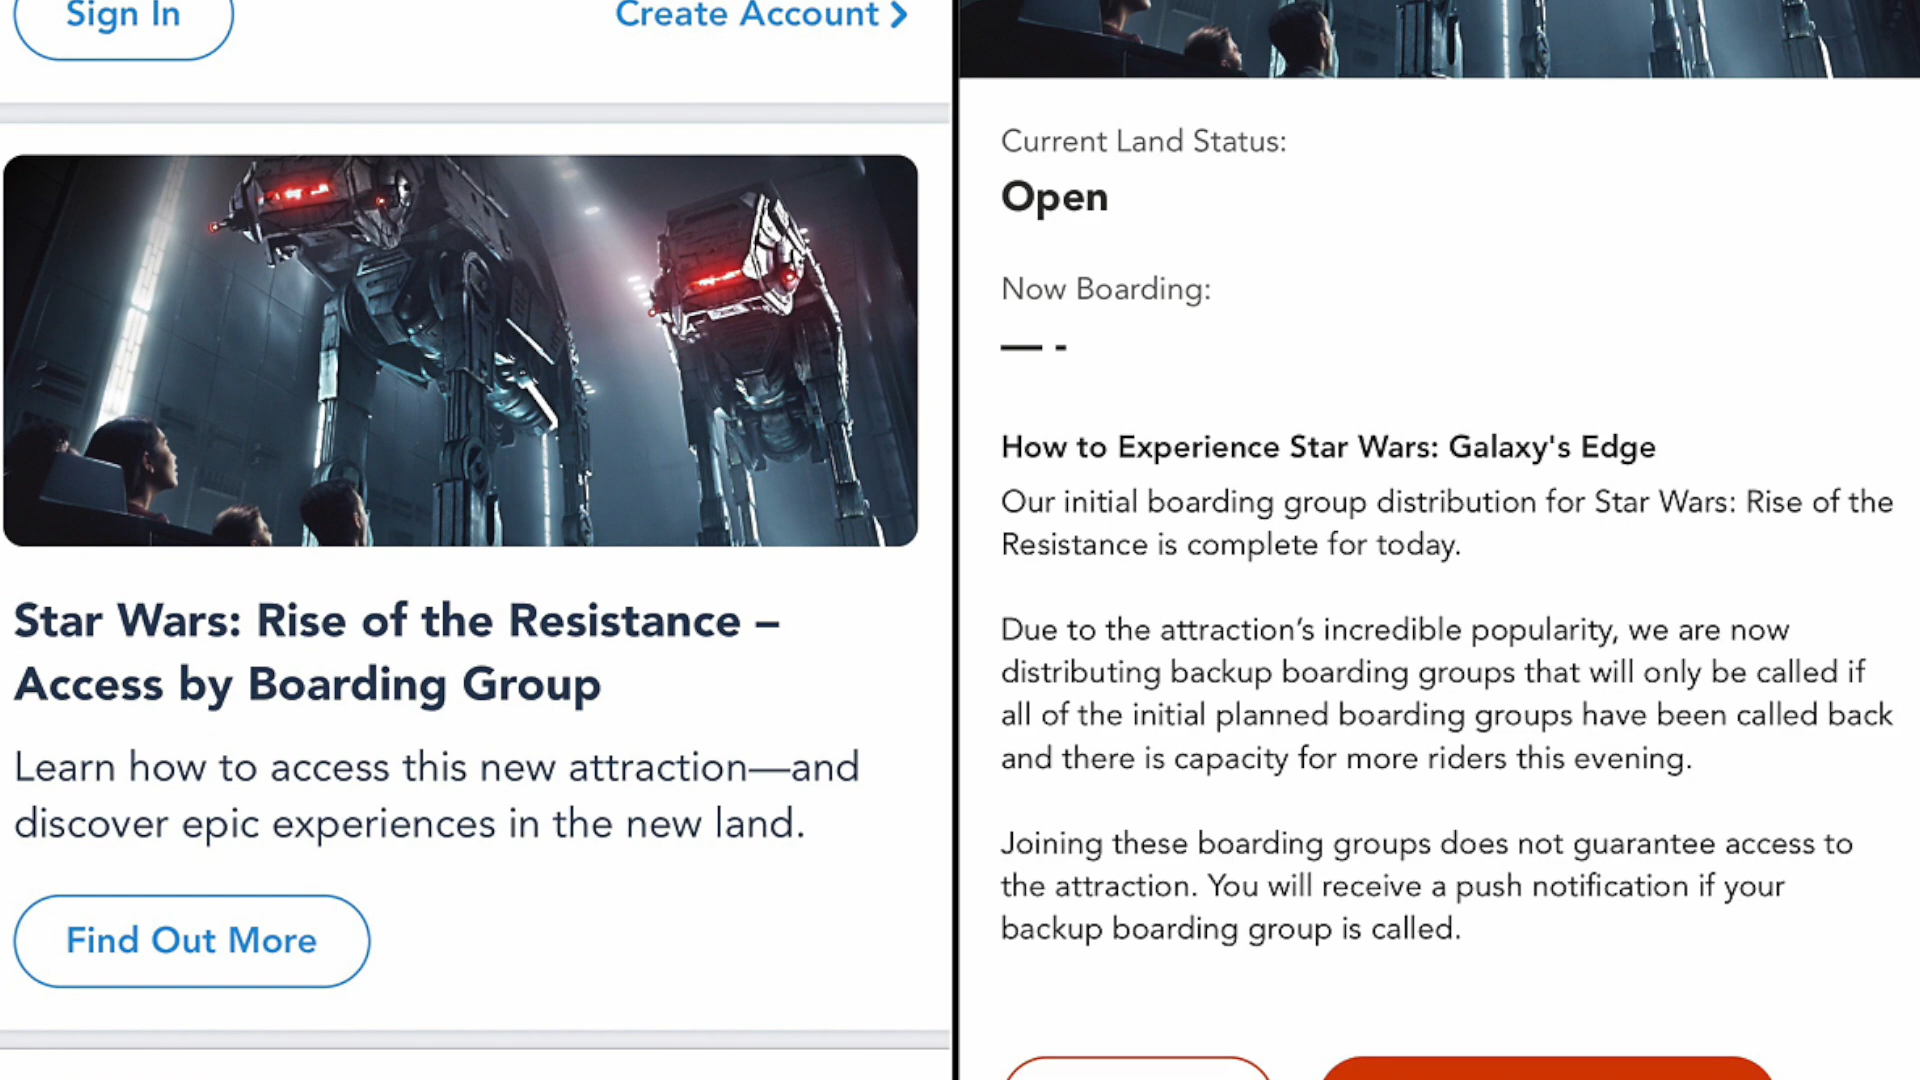 Sign In
Create Account
Star Wars: Rise of the Resistance –
Access by Boarding Group
Learn how to access this new attraction—and
discover epic experiences in the new land.
Find Out More
Current Land Status:
Open
Now Boarding:
— -
How to Experience Star Wars: Galaxy's Edge
Our initial boarding group distribution for Star Wars: Rise of the
Resistance is complete for today.
Due to the attraction’s incredible popularity, we are now
distributing backup boarding groups that will only be called if
all of the initial planned boarding groups have been called back
and there is capacity for more riders this evening.
Joining these boarding groups does not guarantee access to
the attraction. You will receive a push notification if your
backup boarding group is called.